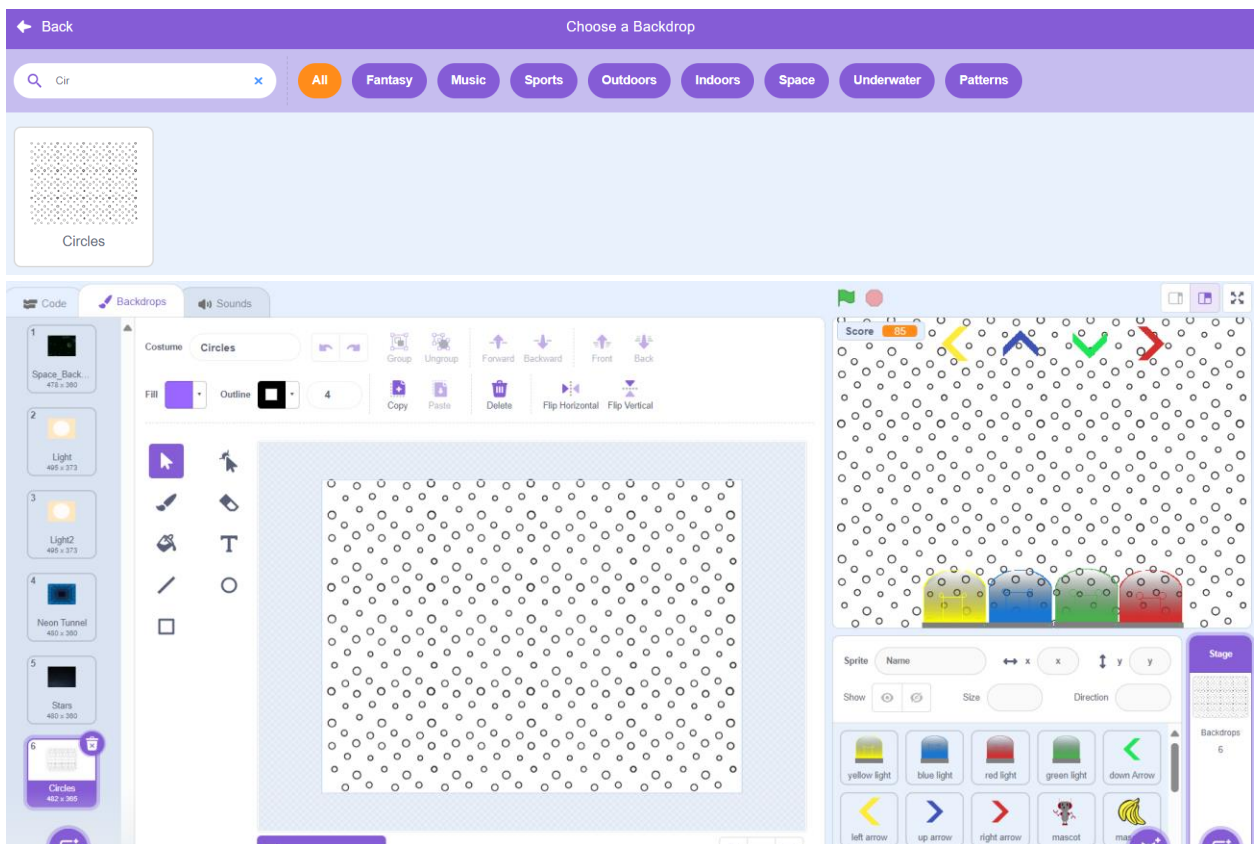 Back
Choose a Backdrop
Cir
All Fantasy Music Sports Outdoors Indoors Space Underwater Patterns
Circles
Code Backdrops Sounds
1
Space_Back...
478 x 360
2
Light
495 x 373
3
Light2
495 x 373
4
Neon Tunnel
480 x 360
5
Stars
480 x 360
6
Circles
482 x 365
Costume Circles
Group Ungroup Forward Backward Front Back
Fill Outline 4
Copy Paste Delete Flip Horizontal Flip Vertical
T
Score 85
Sprite Name x x y y
Show Size Direction
Stage
Backdrops
6
yellow light blue light red light green light down Arrow
left arrow up arrow right arrow mascot